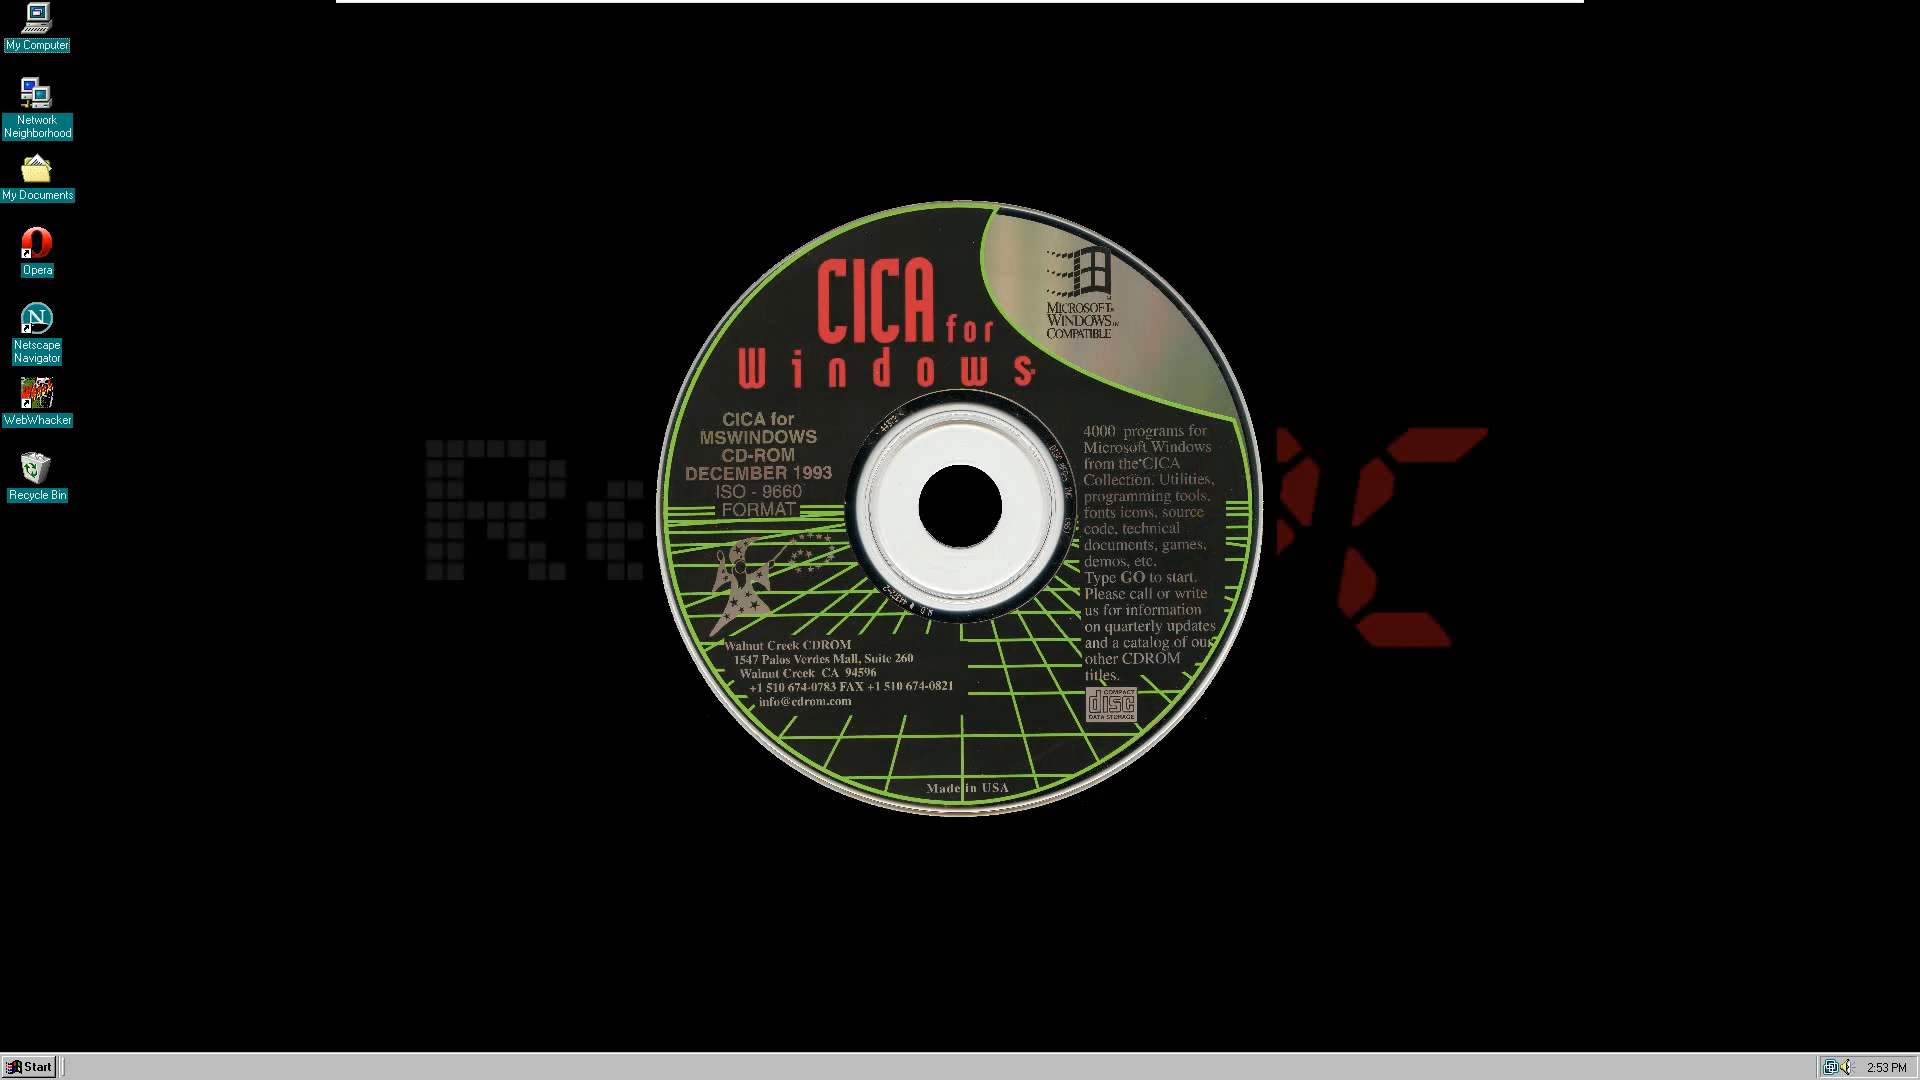 My Computer
Network
Neighborhood
My Documents
Opera
Netscape
Navigator
WebWhacker
Recycle Bin
CICA for
Windows
MICROSOFT
WINDOWS
COMPATIBLE
CICA for
MSWINDOWS
CD-ROM
DECEMBER 1993
ISO - 9660
FORMAT
4000 programs for
Microsoft Windows
from the CICA
Collection. Utilities,
programming tools,
fonts icons, source
code, technical
documents, games,
demos, etc.
Type GO to start.
Please call or write
us for information
on quarterly updates
and a catalog of our
other CDROM
titles.
Walnut Creek CDROM
1547 Palos Verdes Mall, Suite 260
Walnut Creek CA 94596
+1 510 674-0783 FAX +1 510 674-0821
info@cdrom.com
COMPACT
disc
DATA STORAGE
Made in USA
Re
Start
2:53 PM